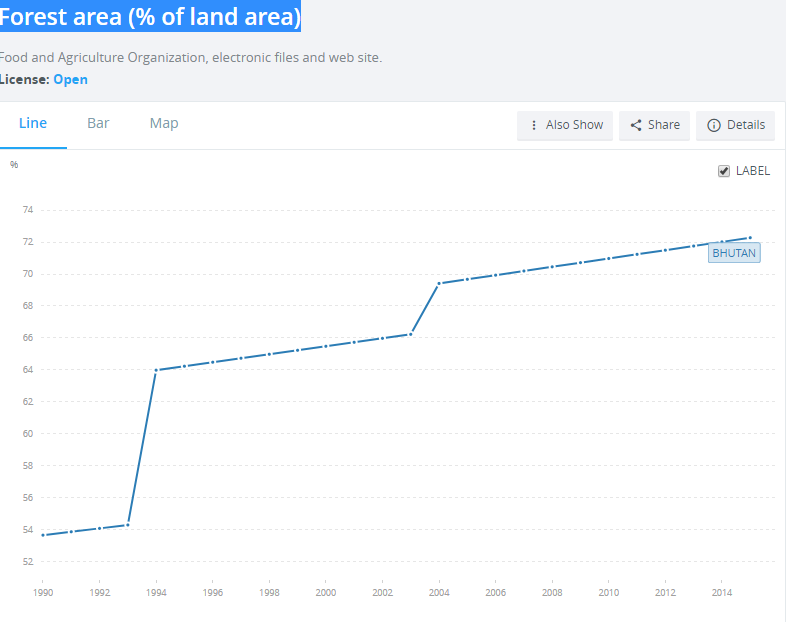 Forest area (% of land area)
Food and Agriculture Organization, electronic files and web site.
License: Open
Line Bar Map Also Show Share Details
%
LABEL
74
72
BHUTAN
70
68
66
64
62
60
58
56
54
52
1990 1992 1994 1996 1998 2000 2002 2004 2006 2008 2010 2012 2014